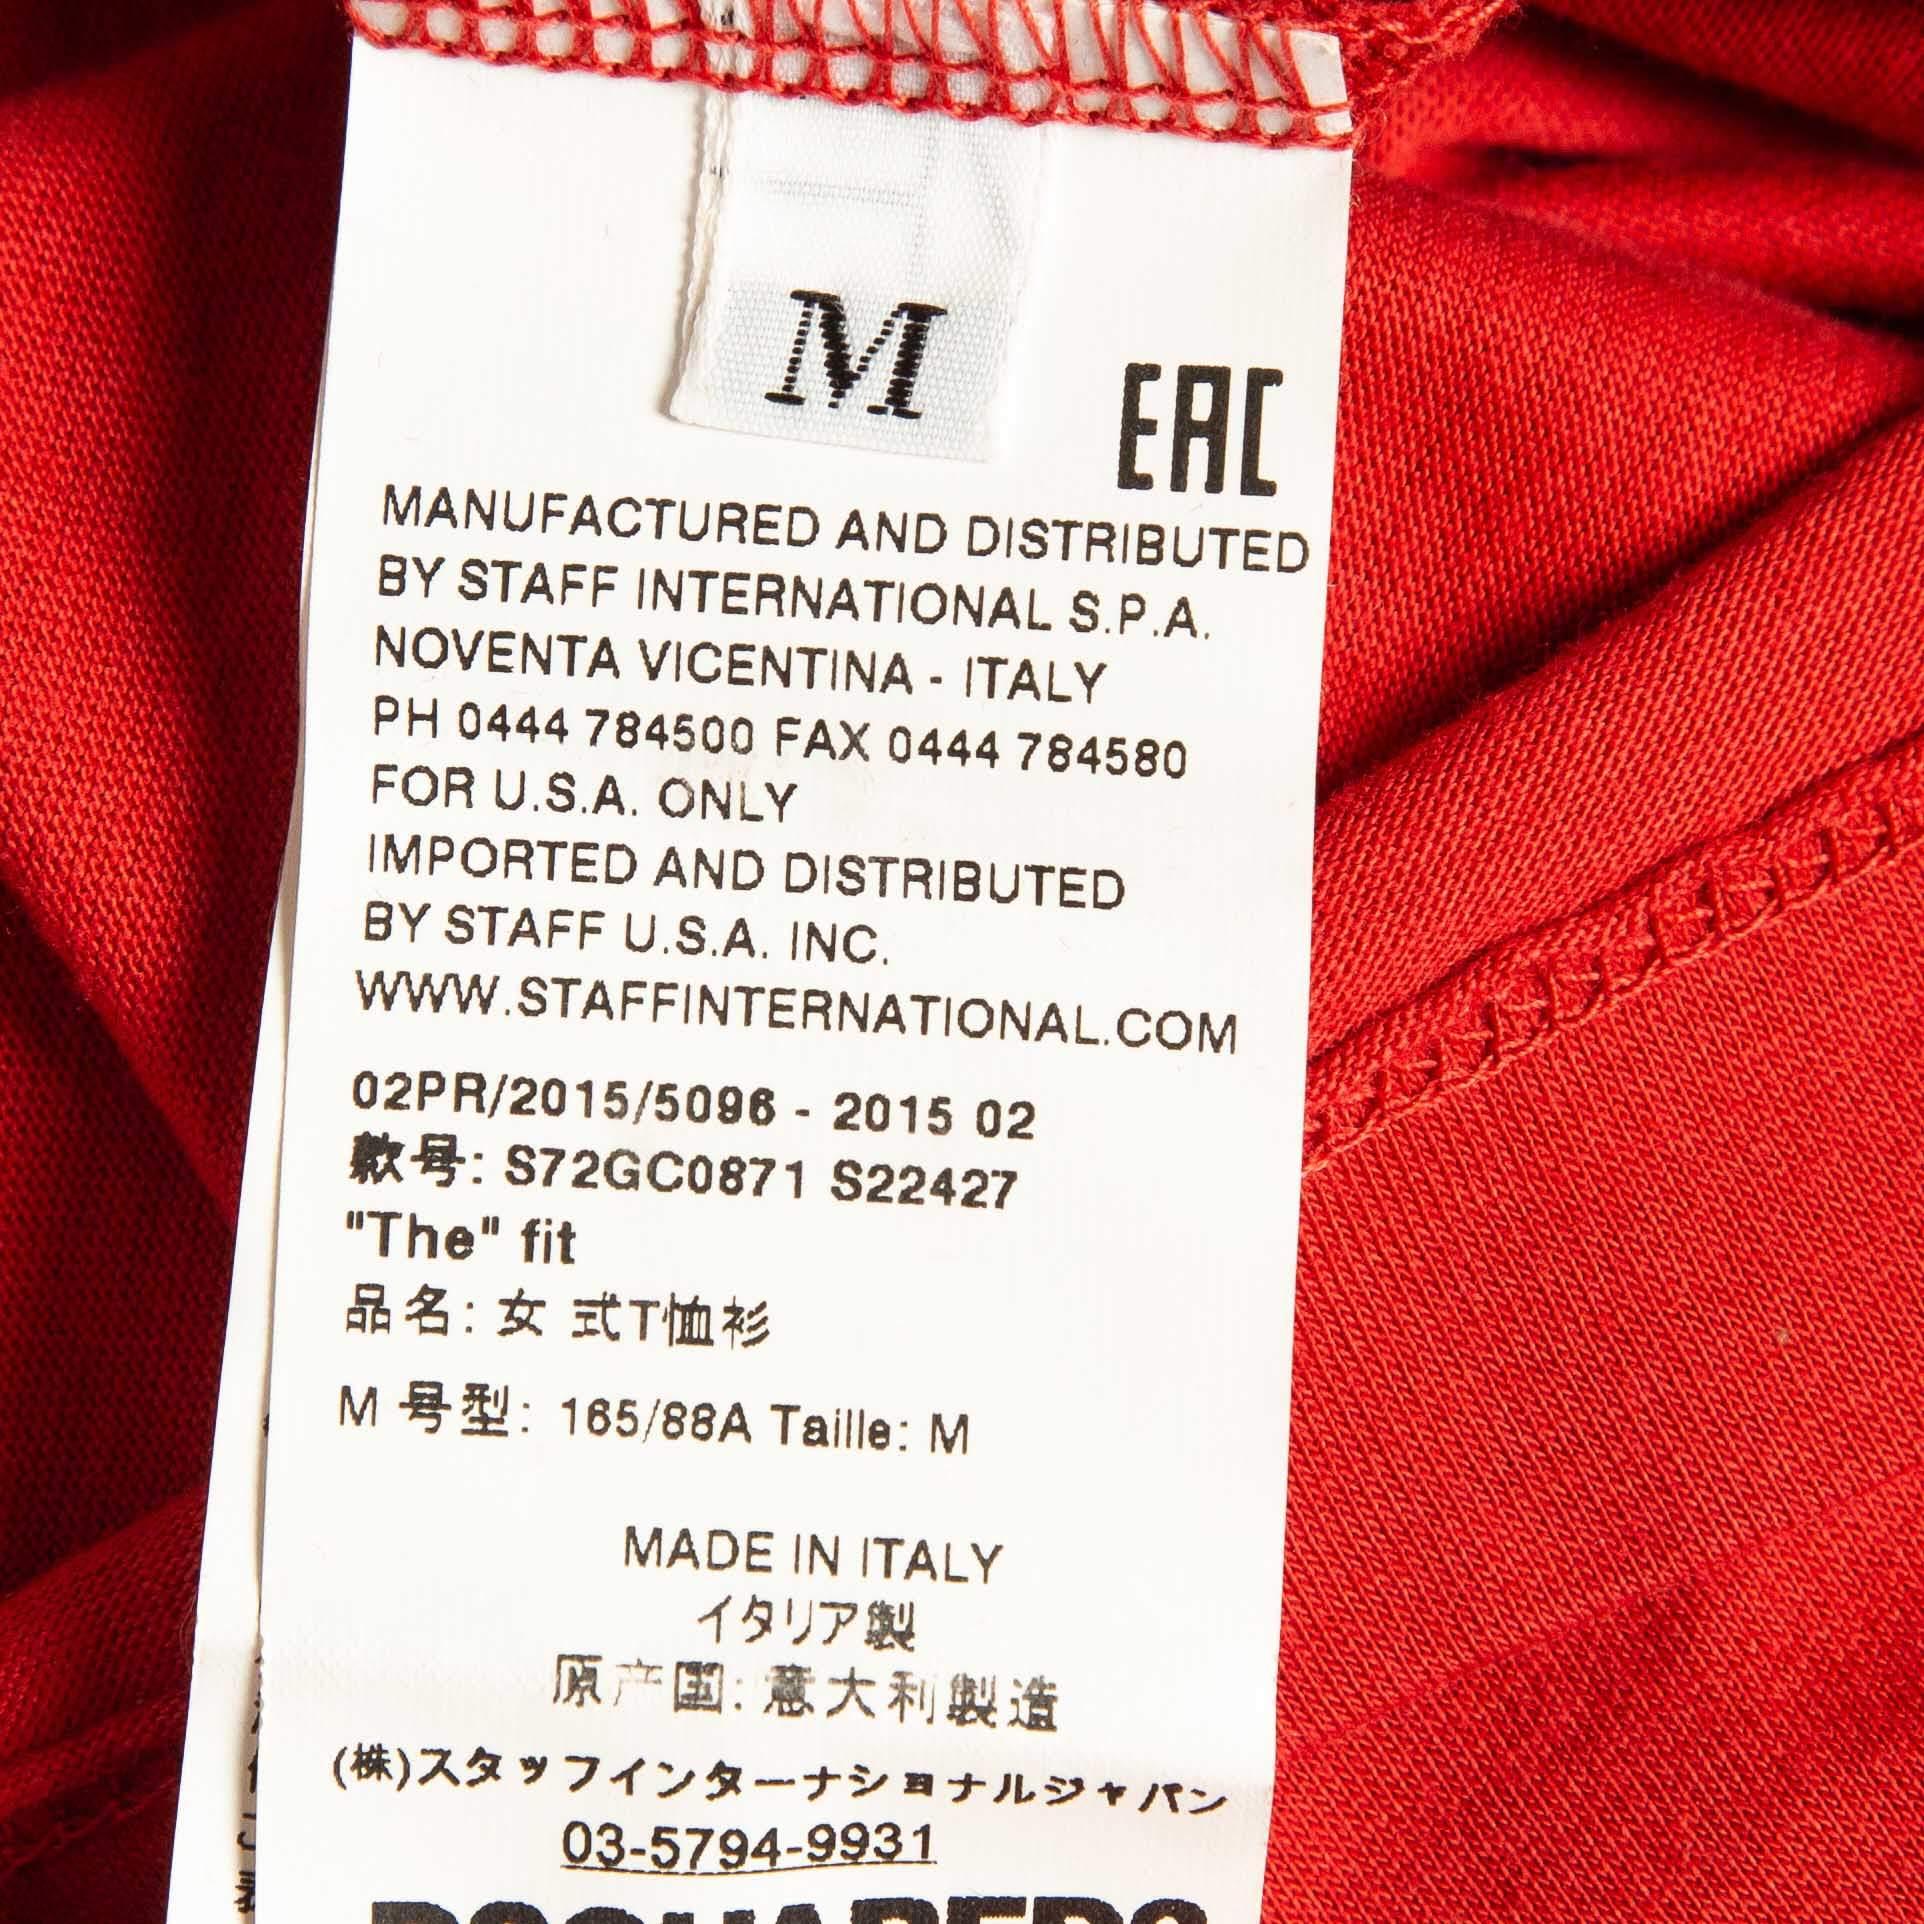 M
EAC
MANUFACTURED AND DISTRIBUTED
BY STAFF INTERNATIONAL S.P.A.
NOVENTA VICENTINA - ITALY
PH 0444 784500 FAX 0444 784580
FOR U.S.A. ONLY
IMPORTED AND DISTRIBUTED
BY STAFF U.S.A. INC.
WWW.STAFFINTERNATIONAL.COM
02PR/2015/5096 - 2015 02
款号: S72GC0871 S22427
"The" fit
品名: 女 式T恤衫
M 号型: 165/88A Taille: M
MADE IN ITALY
イタリア製
原产国: 意大利製造
(株)スタッフインターナショナルジャパン
03-5794-9931
DSQUARED2